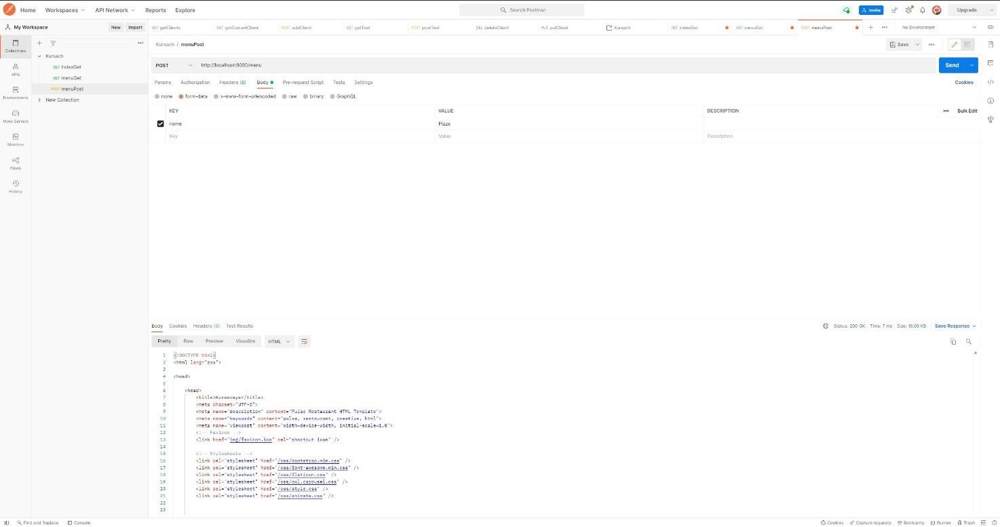 Home Workspaces API Network Reports Explore Search Postman Invite Upgrade
My Workspace New Import
GET getClients GET getCurruntClient POST addClient GET getTest POST postTest DEL deleteClient PUT putClient Kursach GET indexGet GET menuGet POST menuPost No Environment
Collections
APIs
Environments
Mock Servers
Monitors
Flows
History
Kursach
GET indexGet
GET menuGet
POST menuPost
New Collection
Kursach / menuPost Save
POST http://localhost:8080/menu Send
Params Authorization Headers (8) Body Pre-request Script Tests Settings Cookies
none form-data x-www-form-urlencoded raw binary GraphQL
KEY VALUE DESCRIPTION Bulk Edit
name Pizza
Key Value Description
Body Cookies Headers (6) Test Results Status: 200 OK Time: 7 ms Size: 10.09 KB Save Response
Pretty Raw Preview Visualize HTML
1 <!DOCTYPE html>
2 <html lang="zxx">
3
4 <head>
5
6 <head>
7 <title>Kursovaya</title>
8 <meta charset="UTF-8">
9 <meta name="description" content="Pulse Restaurant HTML Template">
10 <meta name="keywords" content="pulse, restaurant, creative, html">
11 <meta name="viewport" content="width=device-width, initial-scale=1.0">
12 <!-- Favicon -->
13 <link href="img/favicon.ico" rel="shortcut icon" />
14
15 <!-- Stylesheets -->
16 <link rel="stylesheet" href="/css/bootstrap.min.css" />
17 <link rel="stylesheet" href="/css/font-awesome.min.css" />
18 <link rel="stylesheet" href="/css/flaticon.css" />
19 <link rel="stylesheet" href="/css/owl.carousel.css" />
20 <link rel="stylesheet" href="/css/style.css" />
21 <link rel="stylesheet" href="/css/animate.css" />
22
23
Find and Replace Console Cookies Capture requests Bootcamp Runner Trash